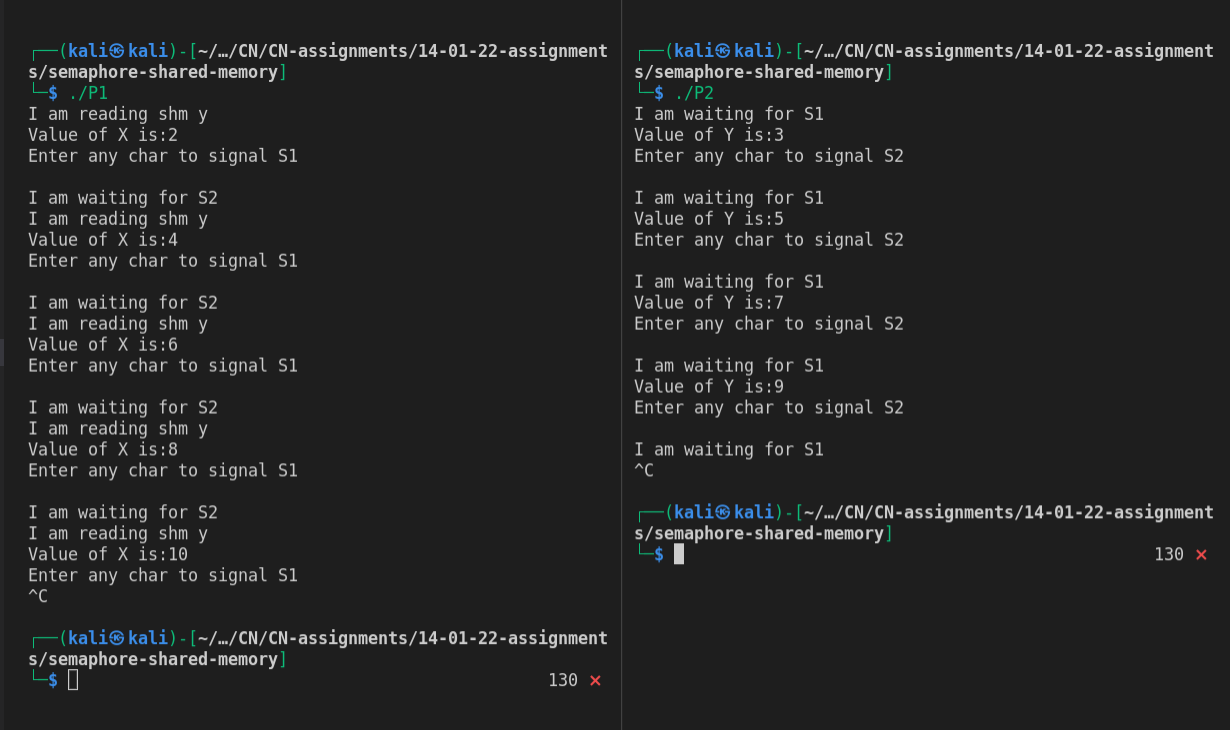 ┌──(kali㉿kali)-[~/…/CN/CN-assignments/14-01-22-assignment
s/semaphore-shared-memory]
└─$ ./P1
I am reading shm y
Value of X is:2
Enter any char to signal S1

I am waiting for S2
I am reading shm y
Value of X is:4
Enter any char to signal S1

I am waiting for S2
I am reading shm y
Value of X is:6
Enter any char to signal S1

I am waiting for S2
I am reading shm y
Value of X is:8
Enter any char to signal S1

I am waiting for S2
I am reading shm y
Value of X is:10
Enter any char to signal S1
^C

┌──(kali㉿kali)-[~/…/CN/CN-assignments/14-01-22-assignment
s/semaphore-shared-memory]
└─$ 130 ⨯

┌──(kali㉿kali)-[~/…/CN/CN-assignments/14-01-22-assignment
s/semaphore-shared-memory]
└─$ ./P2
I am waiting for S1
Value of Y is:3
Enter any char to signal S2

I am waiting for S1
Value of Y is:5
Enter any char to signal S2

I am waiting for S1
Value of Y is:7
Enter any char to signal S2

I am waiting for S1
Value of Y is:9
Enter any char to signal S2

I am waiting for S1
^C

┌──(kali㉿kali)-[~/…/CN/CN-assignments/14-01-22-assignment
s/semaphore-shared-memory]
└─$ 130 ⨯